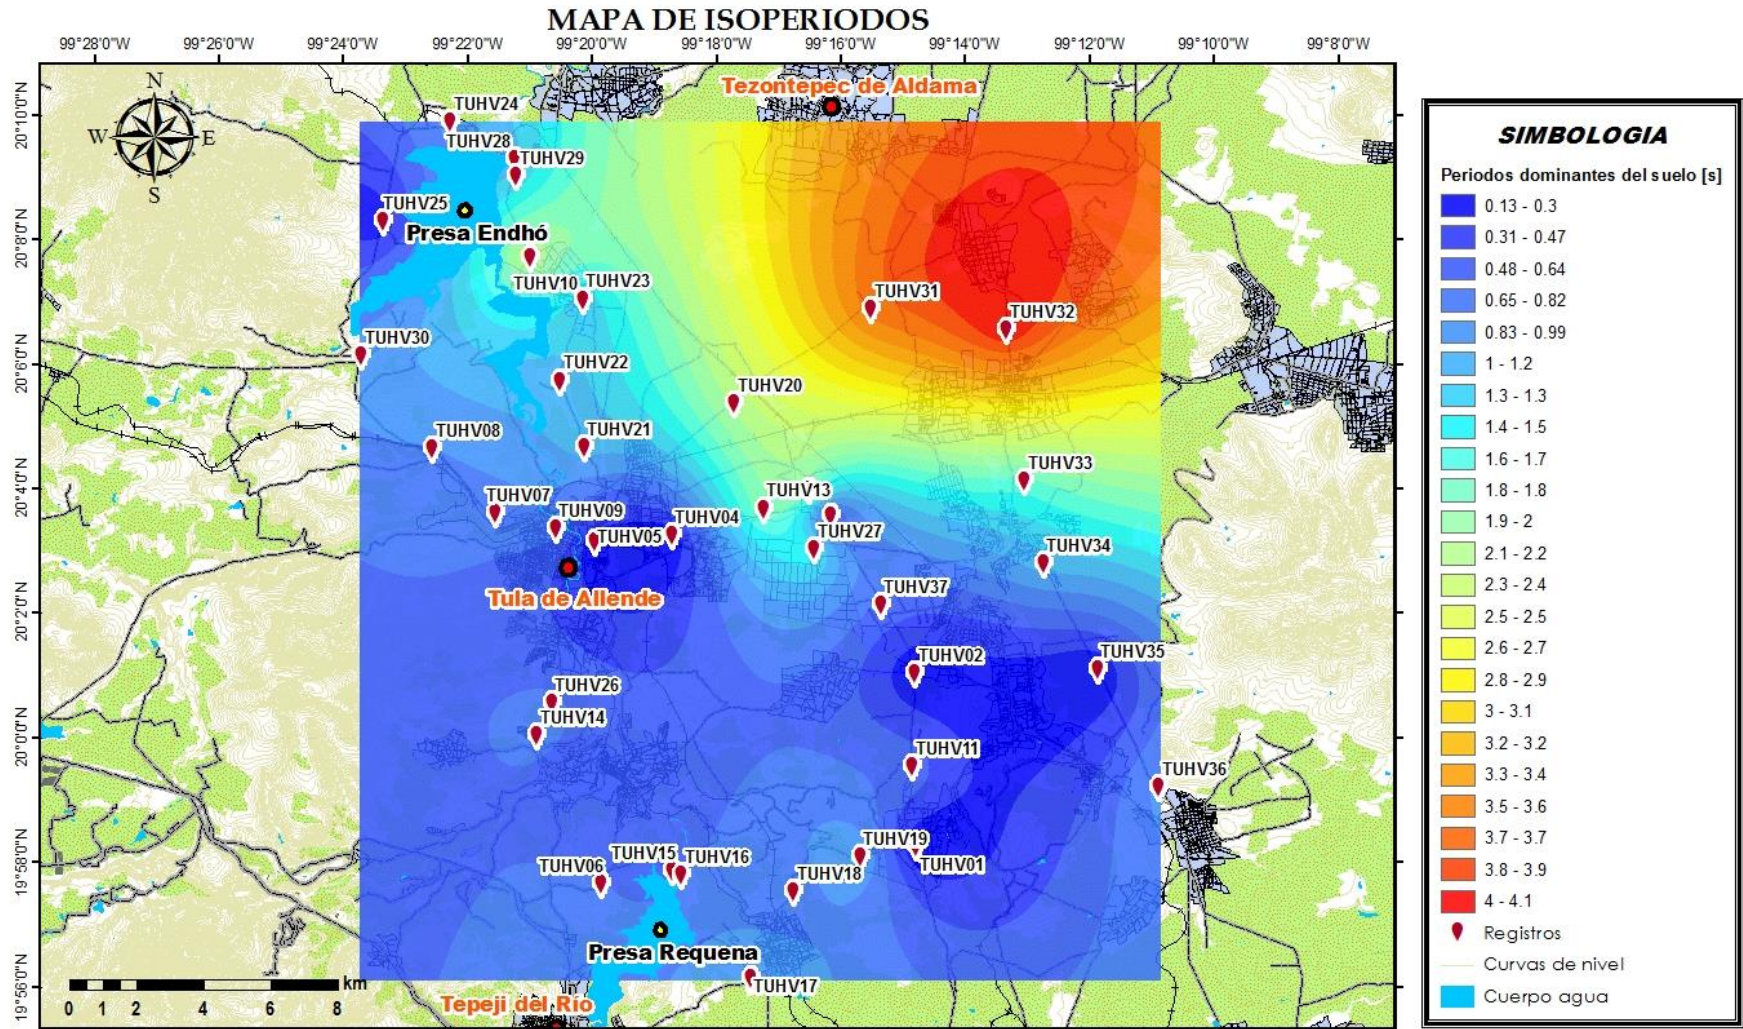 MAPA DE ISOPERIODOS
99°28'0"W 99°26'0"W 99°24'0"W 99°22'0"W 99°20'0"W 99°18'0"W 99°16'0"W 99°14'0"W 99°12'0"W 99°10'0"W 99°8'0"W
20°10'0"N
20°8'0"N
20°6'0"N
20°4'0"N
20°2'0"N
20°0'0"N
19°58'0"N
19°56'0"N
N
W E
S
Tezontepec de Aldama
TUHV24
TUHV28
TUHV29
TUHV25
Presa Endhó
TUHV10 TUHV23
TUHV31
TUHV32
TUHV30
TUHV22
TUHV20
TUHV08
TUHV21
TUHV33
TUHV07
TUHV13
TUHV09
TUHV04
TUHV05
TUHV27
TUHV34
Tula de Allende
TUHV37
TUHV02
TUHV35
TUHV26
TUHV14
TUHV11
TUHV36
TUHV19
TUHV15
TUHV16
TUHV06
TUHV01
TUHV18
Presa Requena
TUHV17
Tepeji del Río
km
0 1 2 4 6 8
SIMBOLOGIA
Periodos dominantes del suelo [s]
0.13 - 0.3
0.31 - 0.47
0.48 - 0.64
0.65 - 0.82
0.83 - 0.99
1 - 1.2
1.3 - 1.3
1.4 - 1.5
1.6 - 1.7
1.8 - 1.8
1.9 - 2
2.1 - 2.2
2.3 - 2.4
2.5 - 2.5
2.6 - 2.7
2.8 - 2.9
3 - 3.1
3.2 - 3.2
3.3 - 3.4
3.5 - 3.6
3.7 - 3.7
3.8 - 3.9
4 - 4.1
Registros
Curvas de nivel
Cuerpo agua